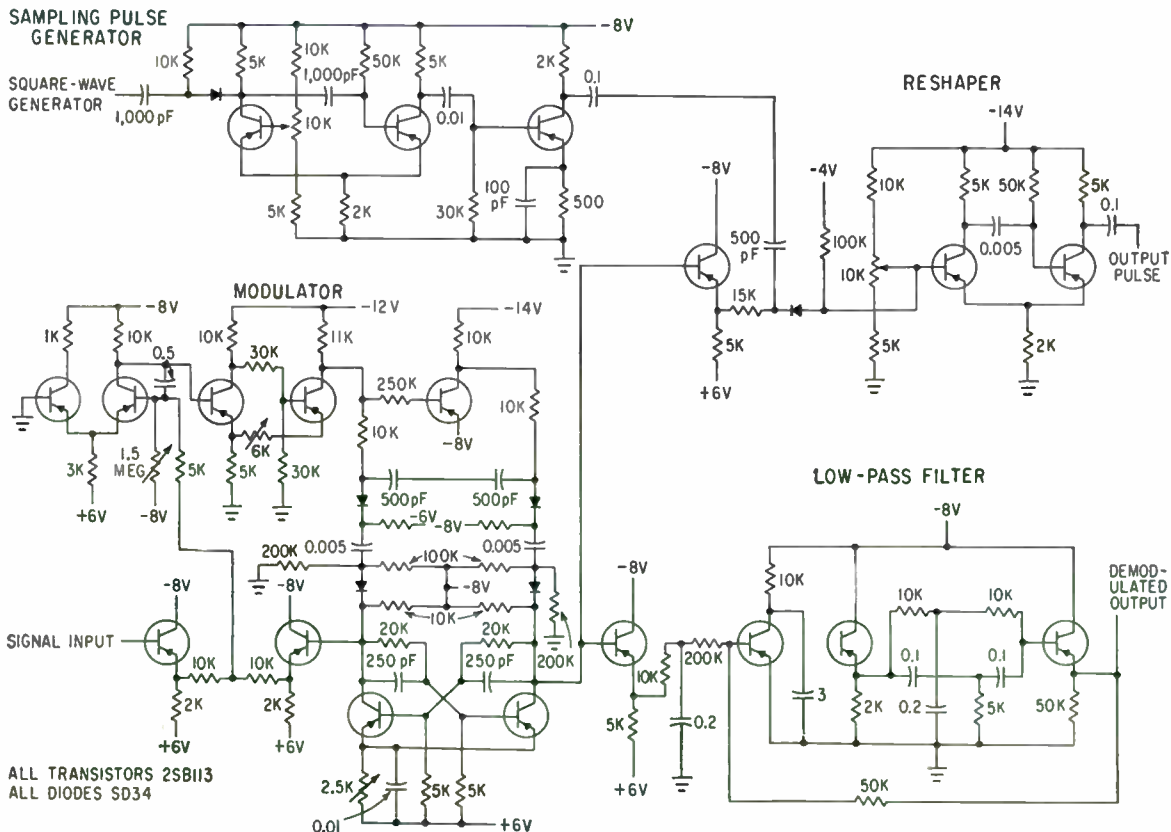 SAMPLING PULSE
GENERATOR
-8V
10K
5K
10K
50K
5K
2K
SQUARE-WAVE
GENERATOR
1,000pF
1,000pF
10K
0.01
0.1
5K
2K
30K
100
pF
500
RESHAPER
-14V
-8V
-4V
10K
5K
50K
5K
0.1
500
pF
100K
0.005
10K
OUTPUT
PULSE
15K
5K
5K
2K
+6V
MODULATOR
-8V
-12V
-14V
1K
10K
0.5
10K
30K
11K
10K
250K
10K
10K
-8V
6K
3K
1.5
MEG
5K
5K
30K
+6V
-8V
500pF
500pF
-6V
-8V
200K
0.005
100K
0.005
-8V
10K
200K
-8V
-8V
SIGNAL INPUT
20K
20K
250 pF
250 pF
10K
10K
2K
2K
+6V
+6V
2.5K
0.01
5K
5K
+6V
LOW-PASS FILTER
-8V
-8V
10K
10K
10K
DEMOD-
ULATED
OUTPUT
200K
10K
0.1
0.1
5K
0.2
3
2K
0.2
5K
50K
+6V
50K
ALL TRANSISTORS 2SB113
ALL DIODES SD34